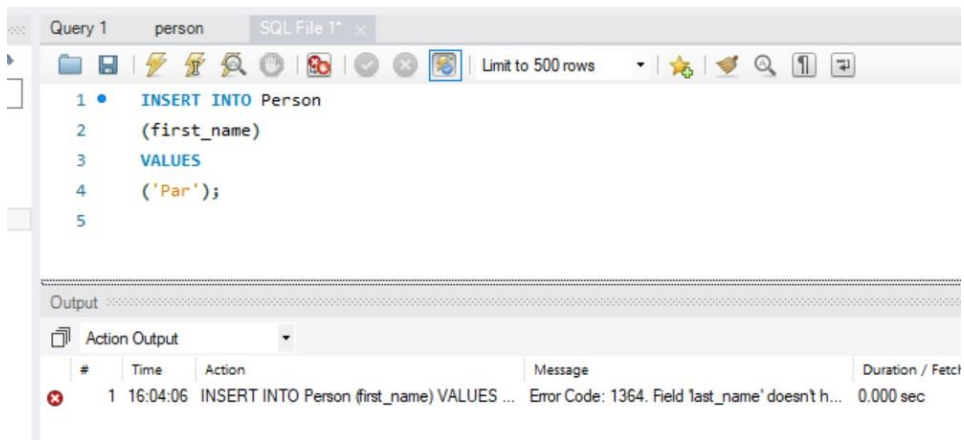 Query 1 person SQL File 1*
Limit to 500 rows
1 INSERT INTO Person
2 (first_name)
3 VALUES
4 ('Par');
5
Output
Action Output
# Time Action Message Duration / Fetch
1 16:04:06 INSERT INTO Person (first_name) VALUES ... Error Code: 1364. Field 'last_name' doesn't h... 0.000 sec